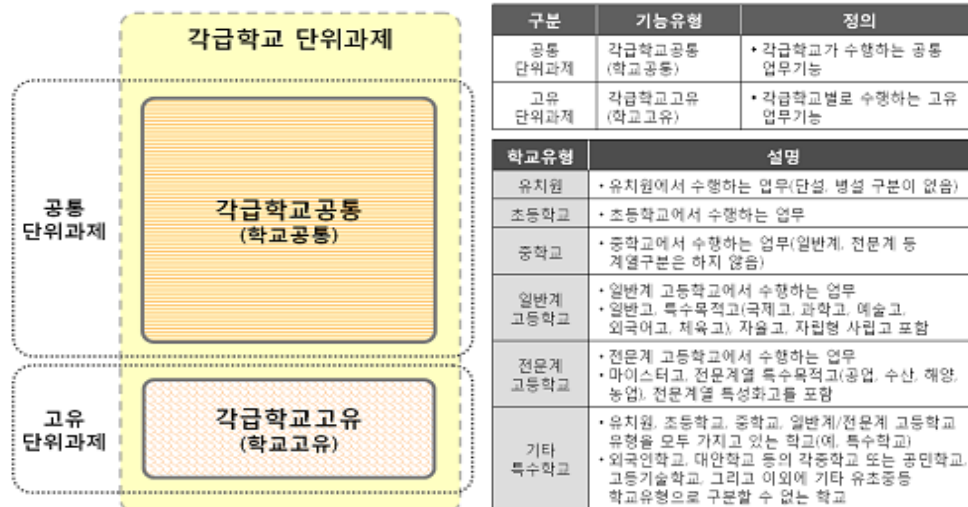 각급학교 단위과제
공통
단위과제
각급학교공통
(학교공통)
고유
단위과제
각급학교고유
(학교고유)
구분 기능유형 정의
공통
단위과제
각급학교공통
(학교공통)
• 각급학교가 수행하는 공통
업무기능
고유
단위과제
각급학교고유
(학교고유)
• 각급학교별로 수행하는 고유
업무기능
학교유형 설명
유치원
• 유치원에서 수행하는 업무(단설, 병설 구분이 없음)
초등학교
• 초등학교에서 수행하는 업무
중학교
• 중학교에서 수행하는 업무(일반계, 전문계 등
계열구분은 하지 않음)
일반계
고등학교
• 일반계 고등학교에서 수행하는 업무
• 일반고, 특수목적고(국제고, 과학고, 예술고,
외국어고, 체육고), 자율고, 자립형 사립고 포함
전문계
고등학교
• 전문계 고등학교에서 수행하는 업무
• 마이스터고, 전문계열 특수목적고(공업, 수산, 해양,
농업), 전문계열 특성화고를 포함
기타
특수학교
• 유치원, 초등학교, 중학교, 일반계/전문계 고등학교
유형을 모두 가지고 있는 학교(예, 특수학교)
• 외국인학교, 대안학교 등의 각종학교 또는 공민학교,
고등기술학교, 그리고 이외에 기타 유초중등
학교유형으로 구분할 수 없는 학교